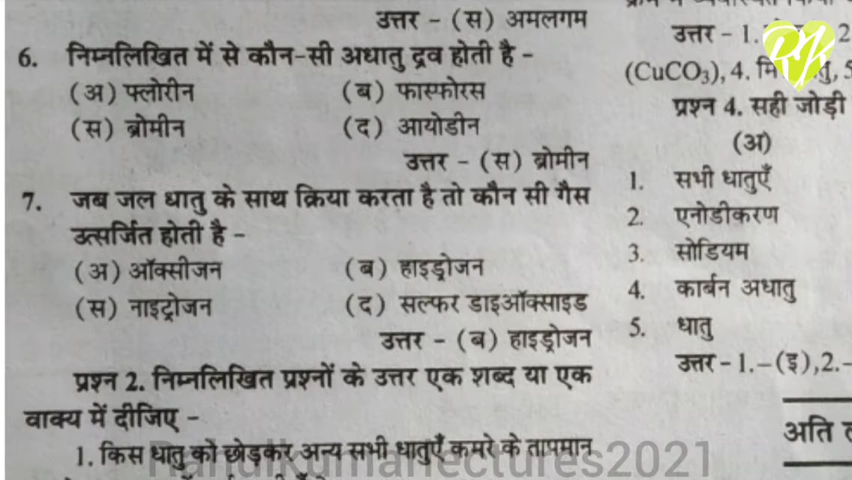 उत्तर - (स) अमलगम
6. निम्नलिखित में से कौन-सी अधातु द्रव होती है -
(अ) फ्लोरीन (ब) फास्फोरस
(स) ब्रोमीन (द) आयोडीन
उत्तर - (स) ब्रोमीन
7. जब जल धातु के साथ क्रिया करता है तो कौन सी गैस
उत्सर्जित होती है -
(अ) ऑक्सीजन (ब) हाइड्रोजन
(स) नाइट्रोजन (द) सल्फर डाइऑक्साइड
उत्तर - (ब) हाइड्रोजन
प्रश्न 2. निम्नलिखित प्रश्नों के उत्तर एक शब्द या एक
वाक्य में दीजिए -
1. किस धातु को छोड़कर अन्य सभी धातुएँ कमरे के तापमान
उत्तर - 1.
(CuCO₃), 4.
प्रश्न 4. सही जोड़ी
(अ)
1. सभी धातुएँ
2. एनोडीकरण
3. सोडियम
4. कार्बन अधातु
5. धातु
उत्तर - 1.-(इ),2.-
अति
lectures2021